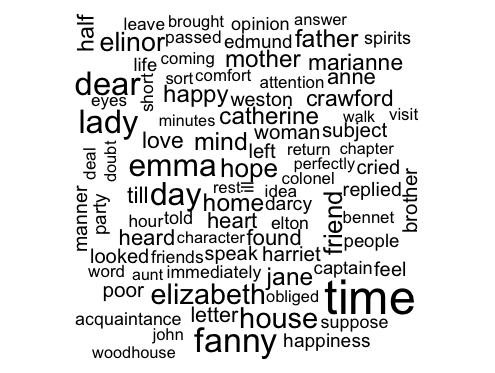 half leave brought opinion answer
elinor passed edmund father spirits
life coming mother marianne
dear short sort comfort attention anne
eyes happy weston crawford
lady minutes catherine walk visit
love mind woman subject
deal doubt left return chapter
emma hope perfectly cried
colonel
till day rest idea replied brother
manner party home darcy
hour told heart elton friend bennet
heard character found people
looked friends speak harriet
word aunt immediately jane captain feel
poor elizabeth obliged time
acquaintance letter house suppose
john fanny happiness
woodhouse